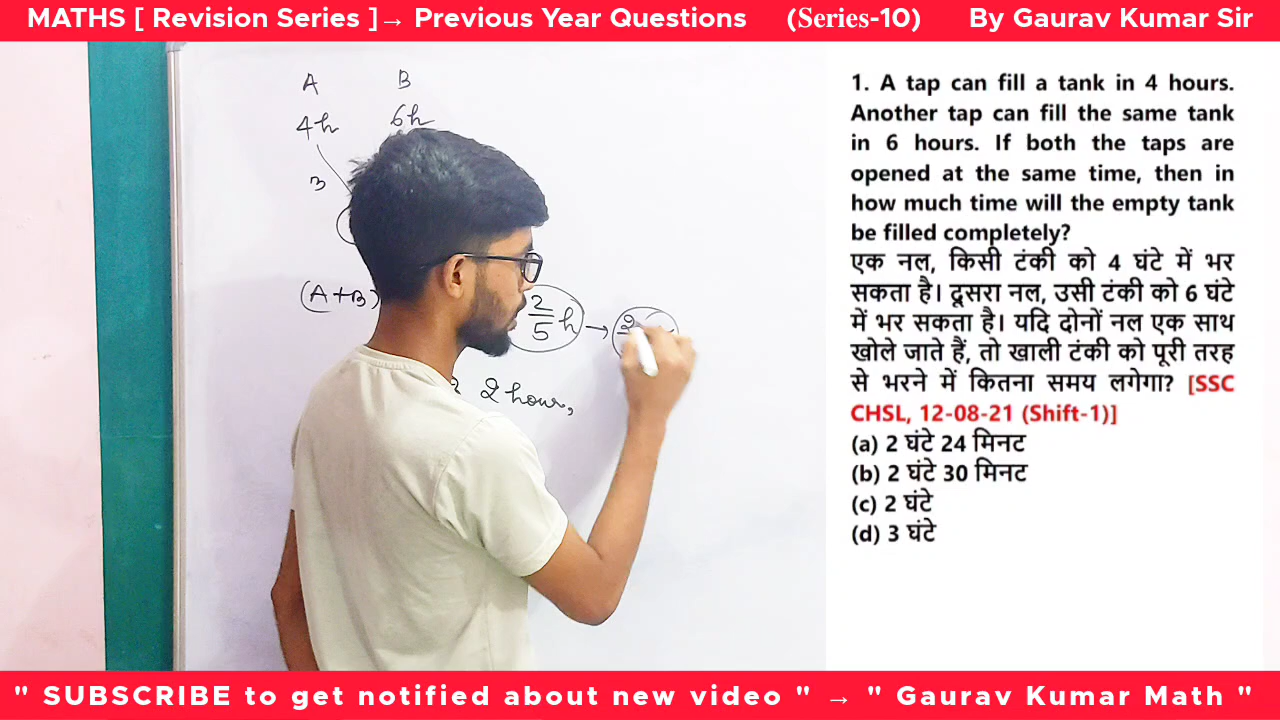 MATHS [ Revision Series ]→ Previous Year Questions (Series-10) By Gaurav Kumar Sir
A B
4h 6h
3
(A+B)
2/5 h →
2 hour,
1. A tap can fill a tank in 4 hours.
Another tap can fill the same tank
in 6 hours. If both the taps are
opened at the same time, then in
how much time will the empty tank
be filled completely?
एक नल, किसी टंकी को 4 घंटे में भर
सकता है। दूसरा नल, उसी टंकी को 6 घंटे
में भर सकता है। यदि दोनों नल एक साथ
खोले जाते हैं, तो खाली टंकी को पूरी तरह
से भरने में कितना समय लगेगा? [SSC
CHSL, 12-08-21 (Shift-1)]
(a) 2 घंटे 24 मिनट
(b) 2 घंटे 30 मिनट
(c) 2 घंटे
(d) 3 घंटे
" SUBSCRIBE to get notified about new video " → " Gaurav Kumar Math "